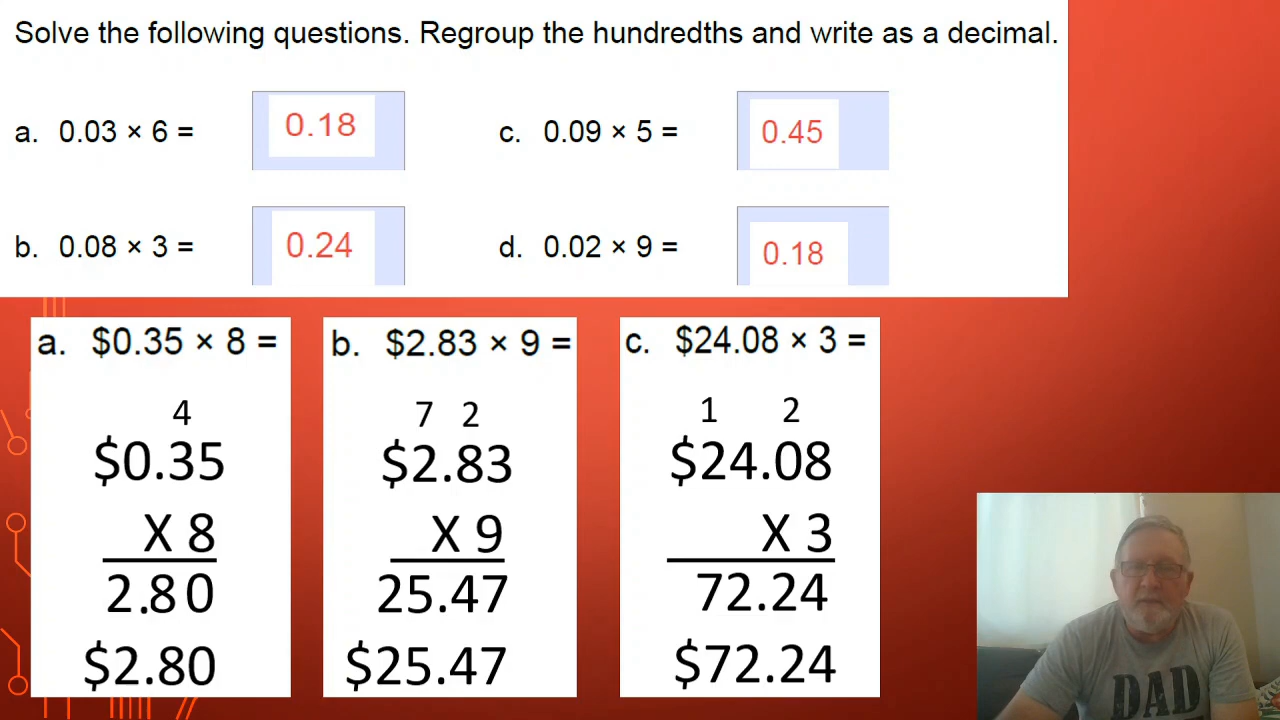 Solve the following questions. Regroup the hundredths and write as a decimal.
a. 0.03 × 6 = 0.18
c. 0.09 × 5 = 0.45
b. 0.08 × 3 = 0.24
d. 0.02 × 9 = 0.18
a. $0.35 × 8 =
4
$0.35
X 8
2.80
$2.80
b. $2.83 × 9 =
7 2
$2.83
X 9
25.47
$25.47
c. $24.08 × 3 =
1 2
$24.08
X 3
72.24
$72.24
DAD